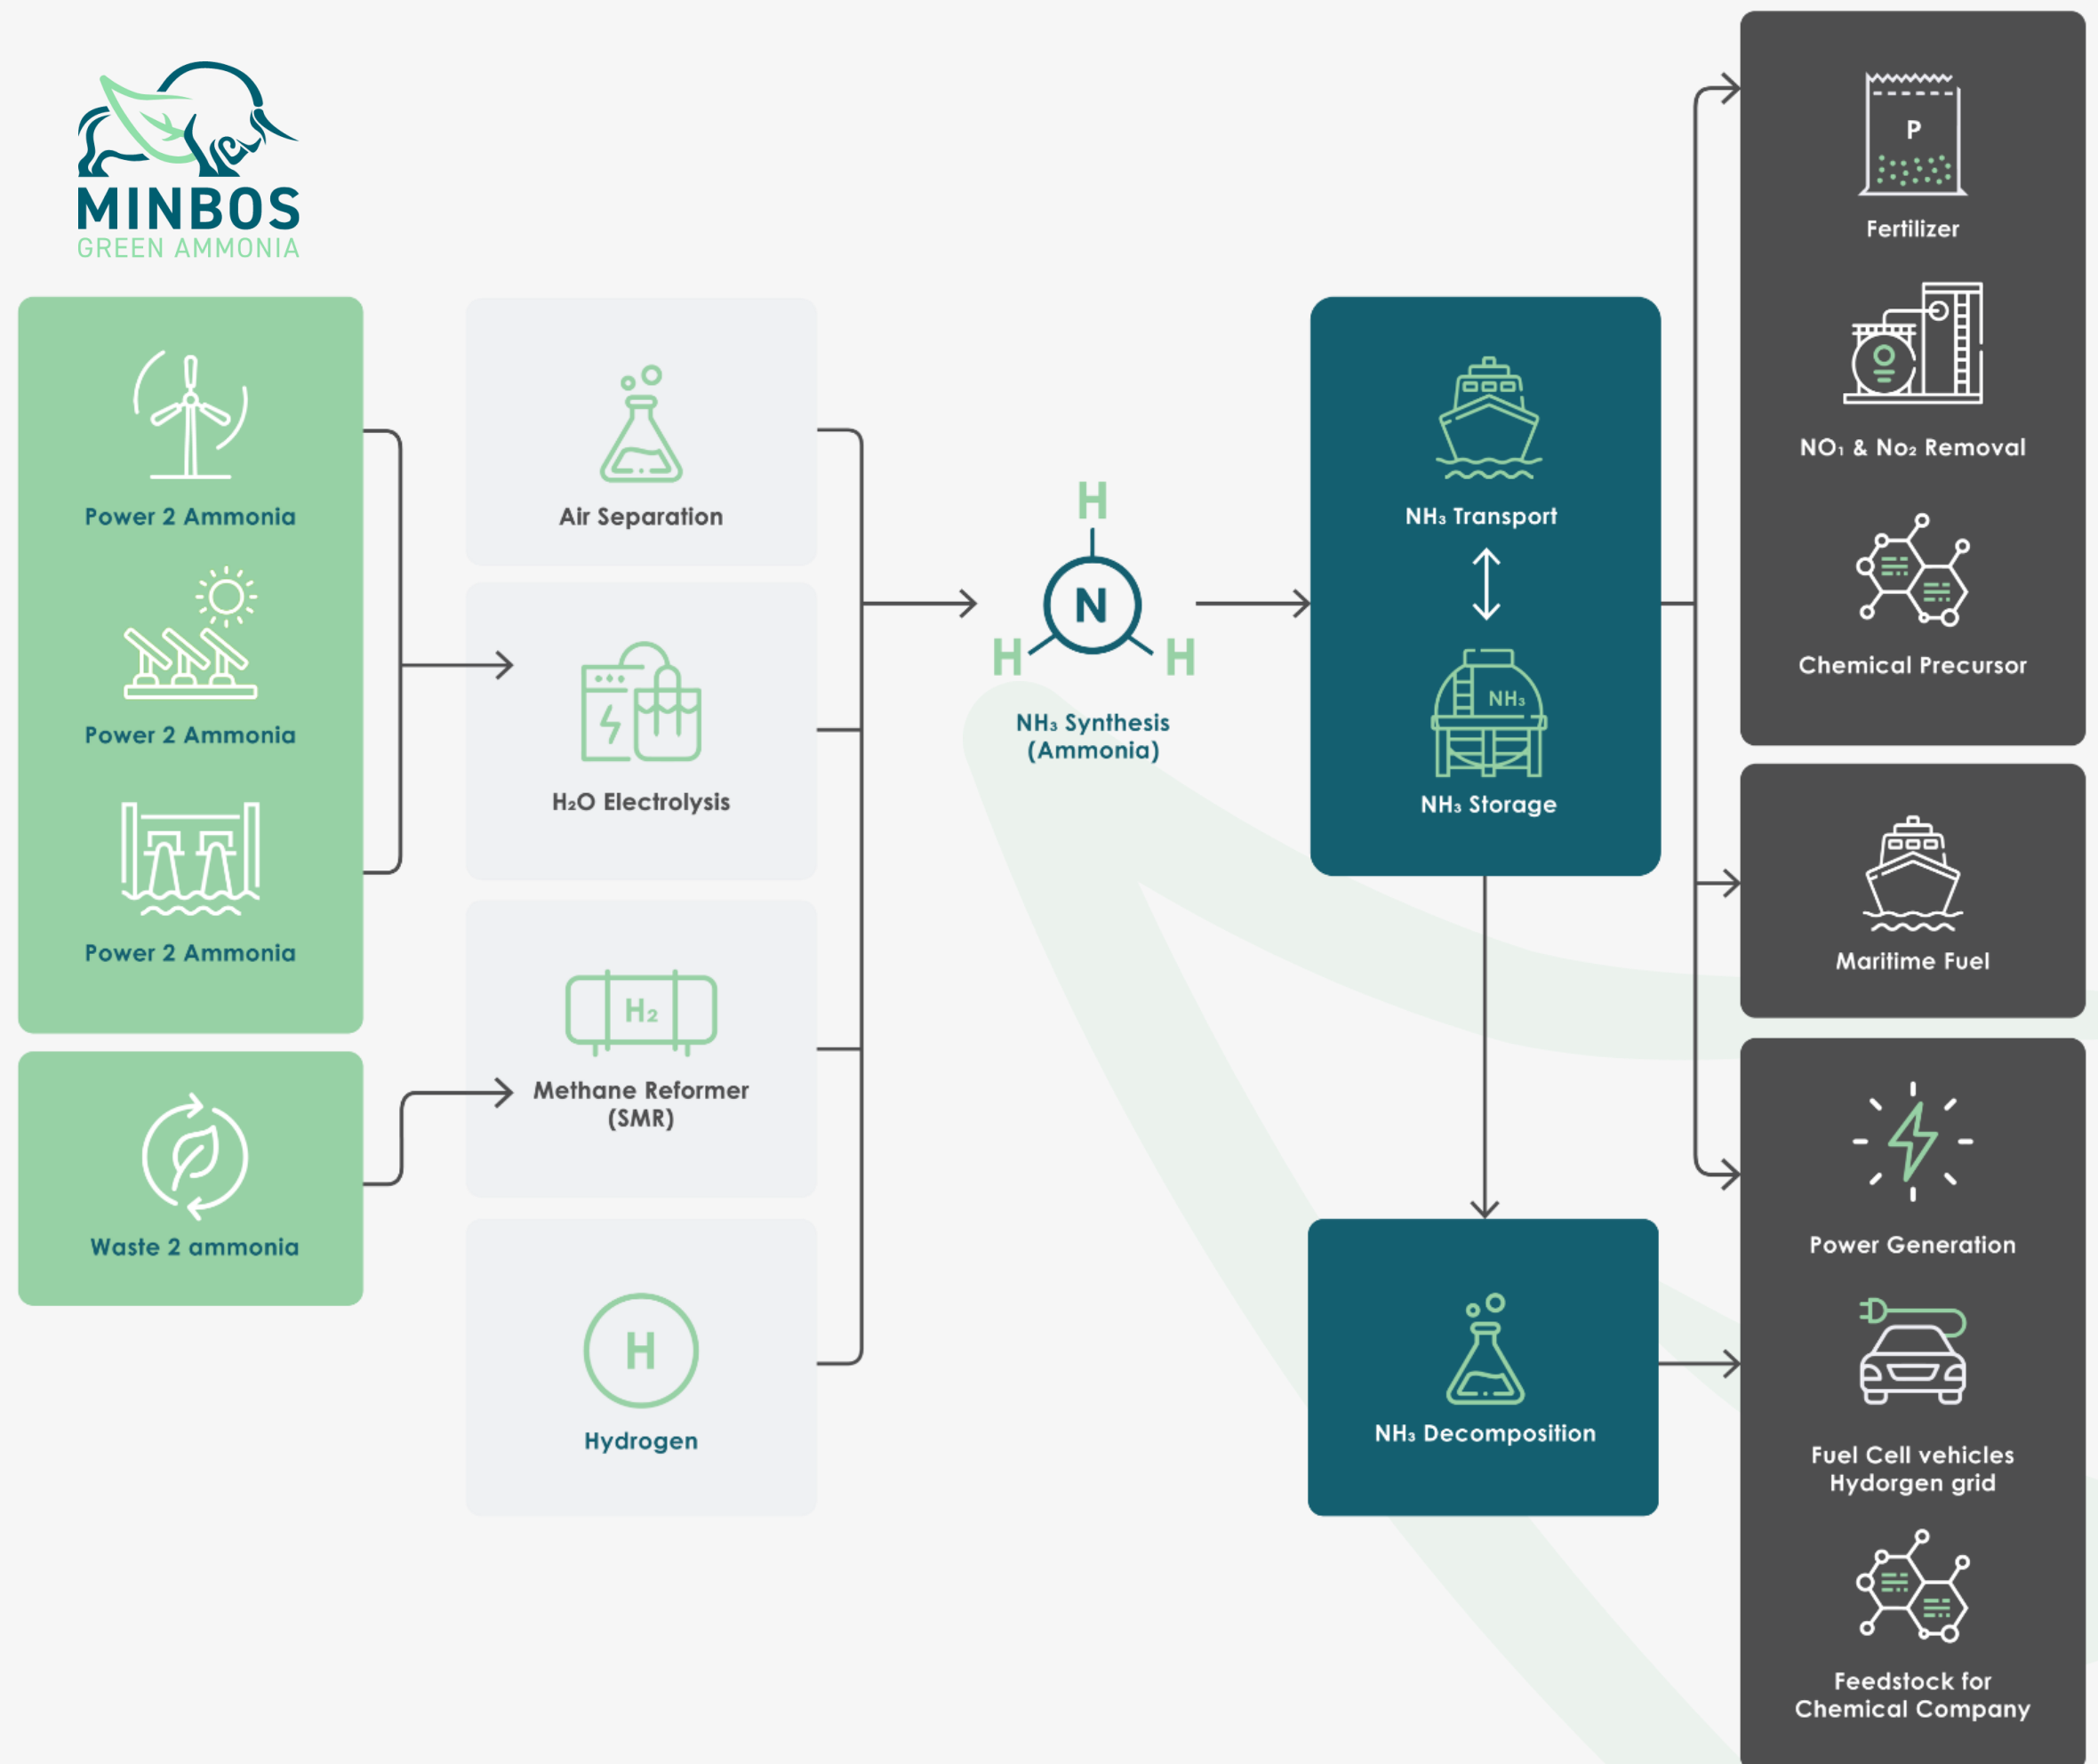 MINBOS
GREEN AMMONIA
Power 2 Ammonia
Power 2 Ammonia
Power 2 Ammonia
Waste 2 ammonia
Air Separation
H₂O Electrolysis
H₂
Methane Reformer
(SMR)
H
Hydrogen
H
N
H H
NH₃ Synthesis
(Ammonia)
NH₃ Transport
NH₃
NH₃ Storage
NH₃ Decomposition
P
Fertilizer
NO₁ & No₂ Removal
Chemical Precursor
Maritime Fuel
Power Generation
Fuel Cell vehicles
Hydorgen grid
Feedstock for
Chemical Company